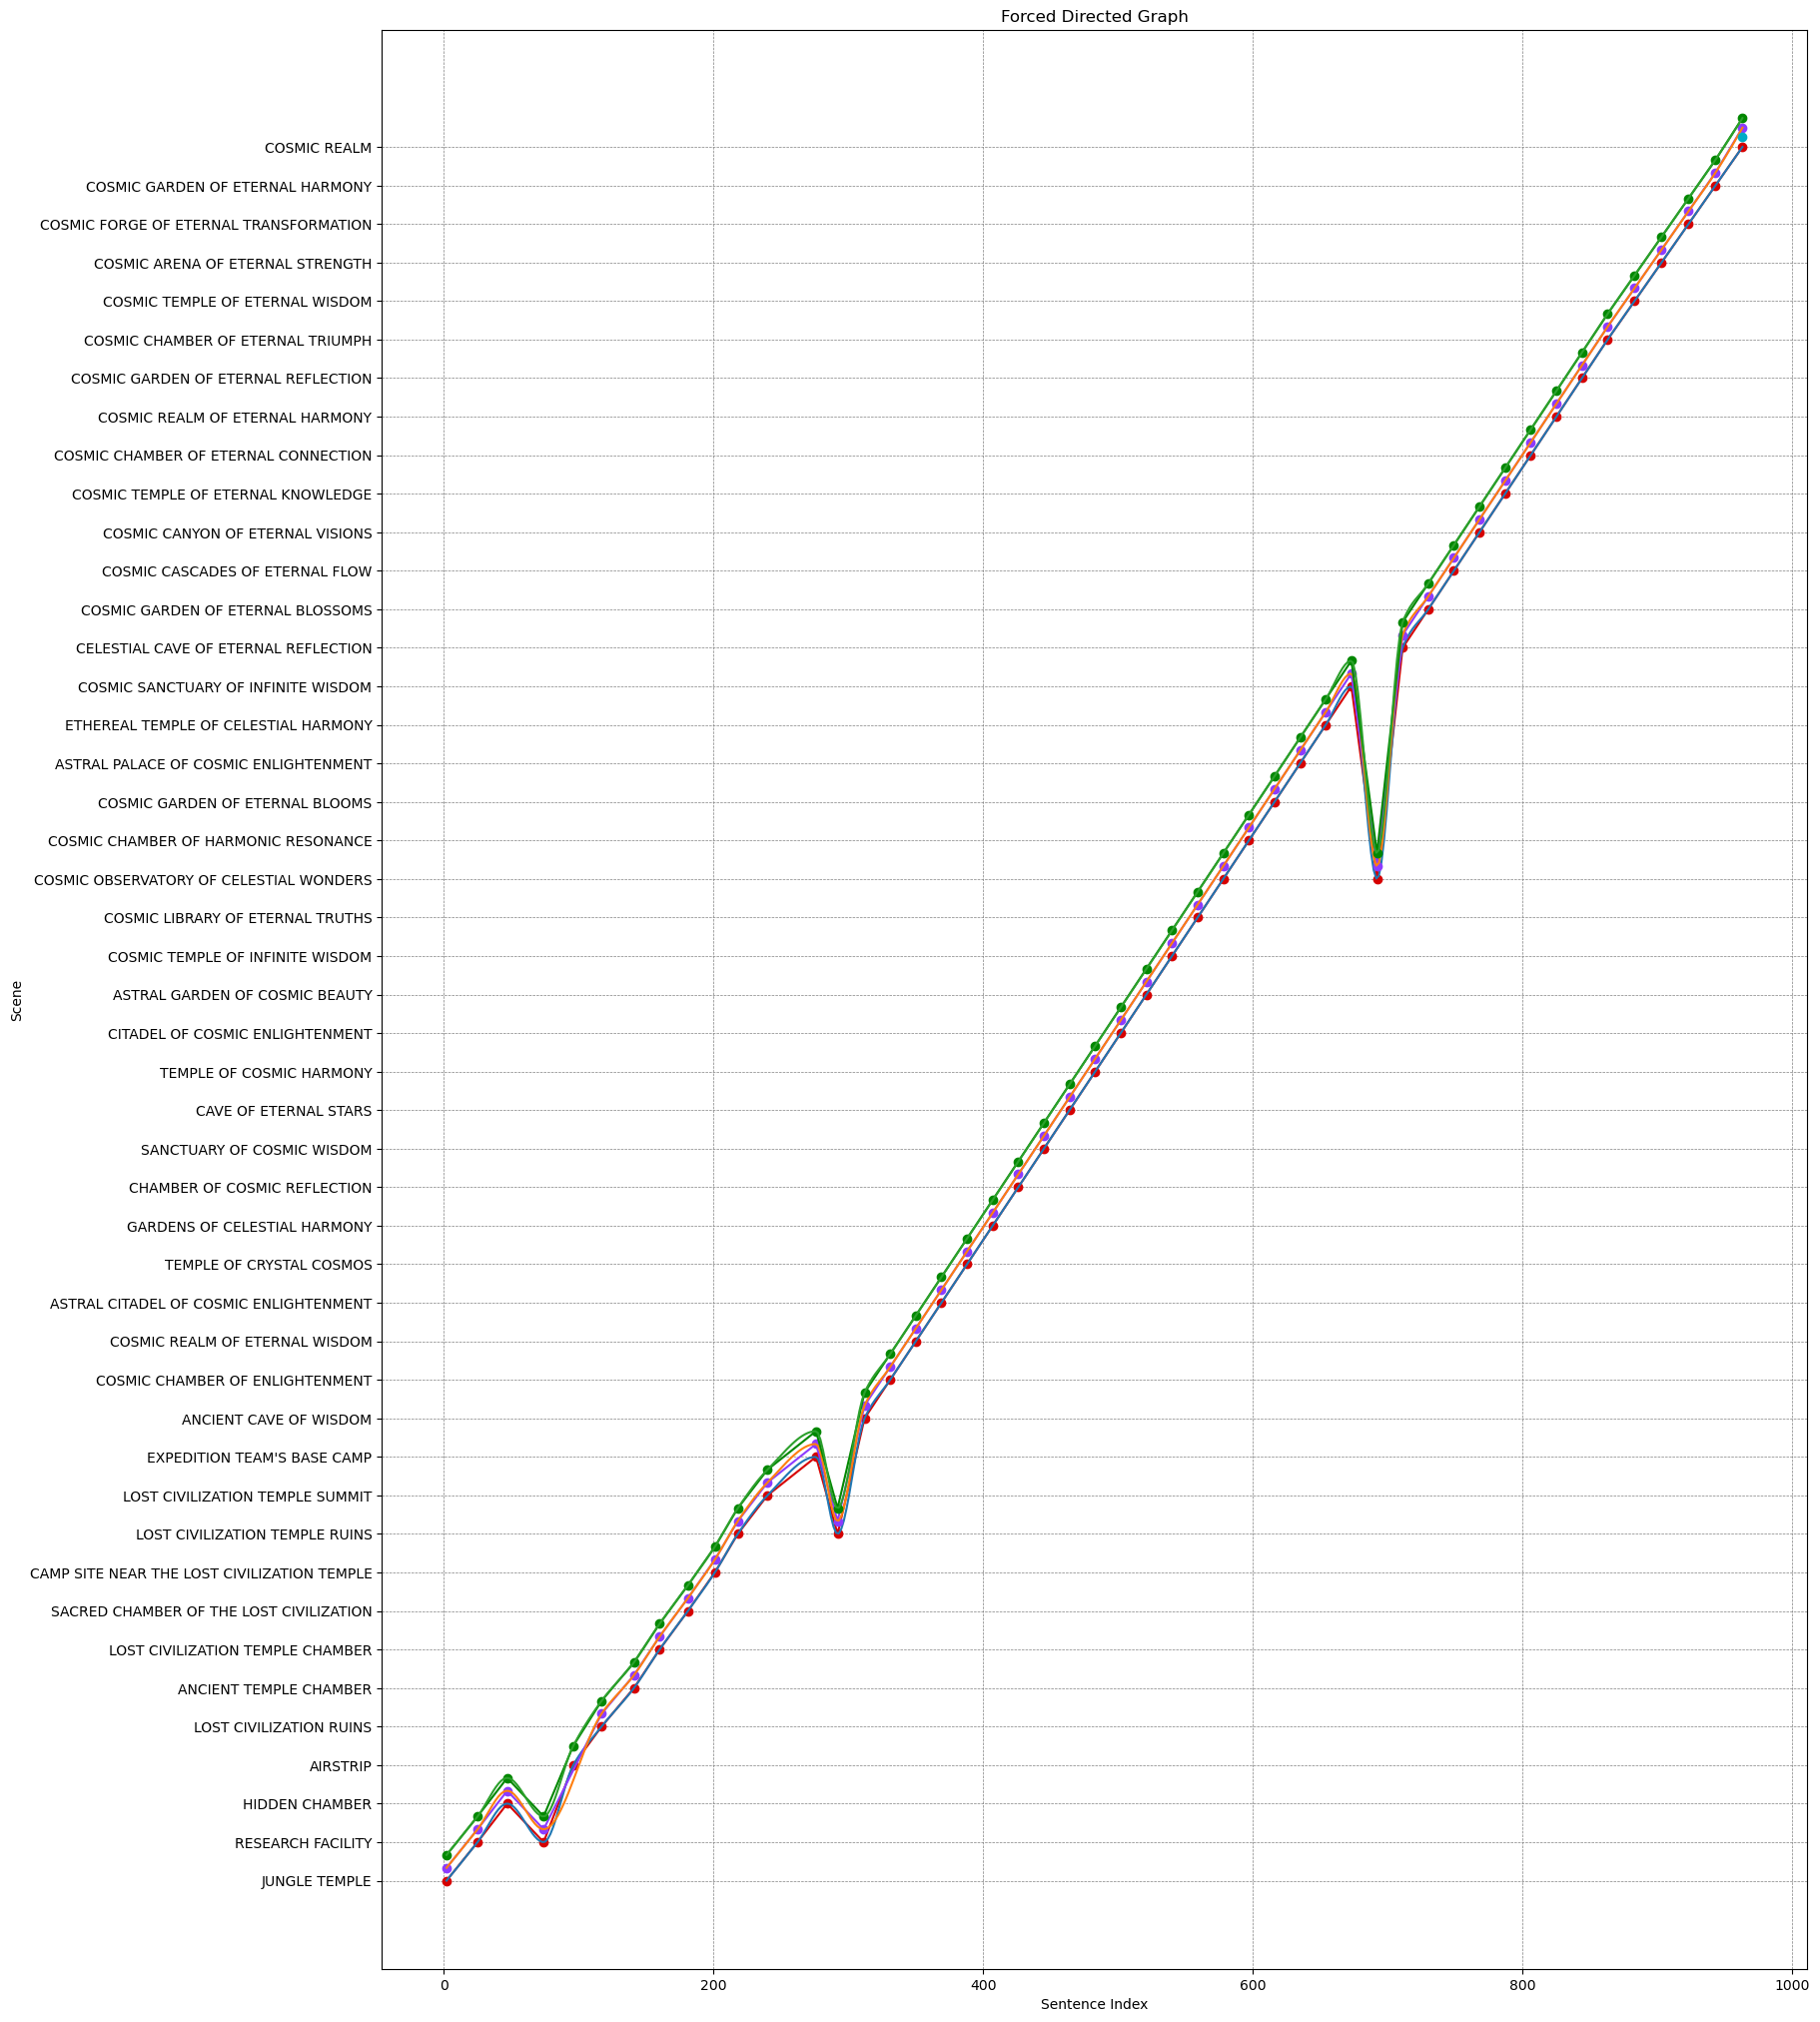 Forced Directed Graph
COSMIC REALM
COSMIC GARDEN OF ETERNAL HARMONY
COSMIC FORGE OF ETERNAL TRANSFORMATION
COSMIC ARENA OF ETERNAL STRENGTH
COSMIC TEMPLE OF ETERNAL WISDOM
COSMIC CHAMBER OF ETERNAL TRIUMPH
COSMIC GARDEN OF ETERNAL REFLECTION
COSMIC REALM OF ETERNAL HARMONY
COSMIC CHAMBER OF ETERNAL CONNECTION
COSMIC TEMPLE OF ETERNAL KNOWLEDGE
COSMIC CANYON OF ETERNAL VISIONS
COSMIC CASCADES OF ETERNAL FLOW
COSMIC GARDEN OF ETERNAL BLOSSOMS
CELESTIAL CAVE OF ETERNAL REFLECTION
COSMIC SANCTUARY OF INFINITE WISDOM
ETHEREAL TEMPLE OF CELESTIAL HARMONY
ASTRAL PALACE OF COSMIC ENLIGHTENMENT
COSMIC GARDEN OF ETERNAL BLOOMS
COSMIC CHAMBER OF HARMONIC RESONANCE
COSMIC OBSERVATORY OF CELESTIAL WONDERS
COSMIC LIBRARY OF ETERNAL TRUTHS
COSMIC TEMPLE OF INFINITE WISDOM
ASTRAL GARDEN OF COSMIC BEAUTY
CITADEL OF COSMIC ENLIGHTENMENT
TEMPLE OF COSMIC HARMONY
CAVE OF ETERNAL STARS
SANCTUARY OF COSMIC WISDOM
CHAMBER OF COSMIC REFLECTION
GARDENS OF CELESTIAL HARMONY
TEMPLE OF CRYSTAL COSMOS
ASTRAL CITADEL OF COSMIC ENLIGHTENMENT
COSMIC REALM OF ETERNAL WISDOM
COSMIC CHAMBER OF ENLIGHTENMENT
ANCIENT CAVE OF WISDOM
EXPEDITION TEAM'S BASE CAMP
LOST CIVILIZATION TEMPLE SUMMIT
LOST CIVILIZATION TEMPLE RUINS
CAMP SITE NEAR THE LOST CIVILIZATION TEMPLE
SACRED CHAMBER OF THE LOST CIVILIZATION
LOST CIVILIZATION TEMPLE CHAMBER
ANCIENT TEMPLE CHAMBER
LOST CIVILIZATION RUINS
AIRSTRIP
HIDDEN CHAMBER
RESEARCH FACILITY
JUNGLE TEMPLE
Scene
0 200 400 600 800 1000
Sentence Index